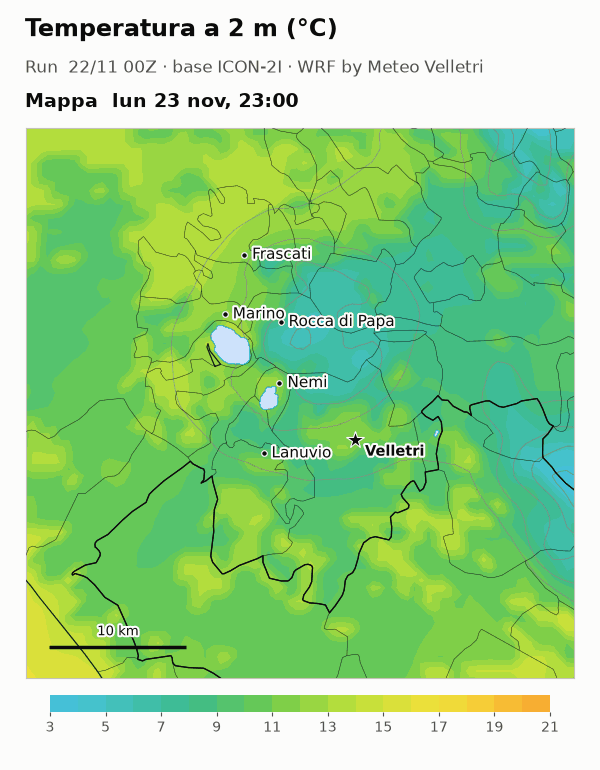 Temperatura a 2 m (°C)
Run  22/11 00Z · base ICON-2I · WRF by Meteo Velletri
Mappa  lun 23 nov, 23:00
Frascati
Marino
Rocca di Papa
Nemi
Velletri
Lanuvio
10 km
3 5 7 9 11 13 15 17 19 21